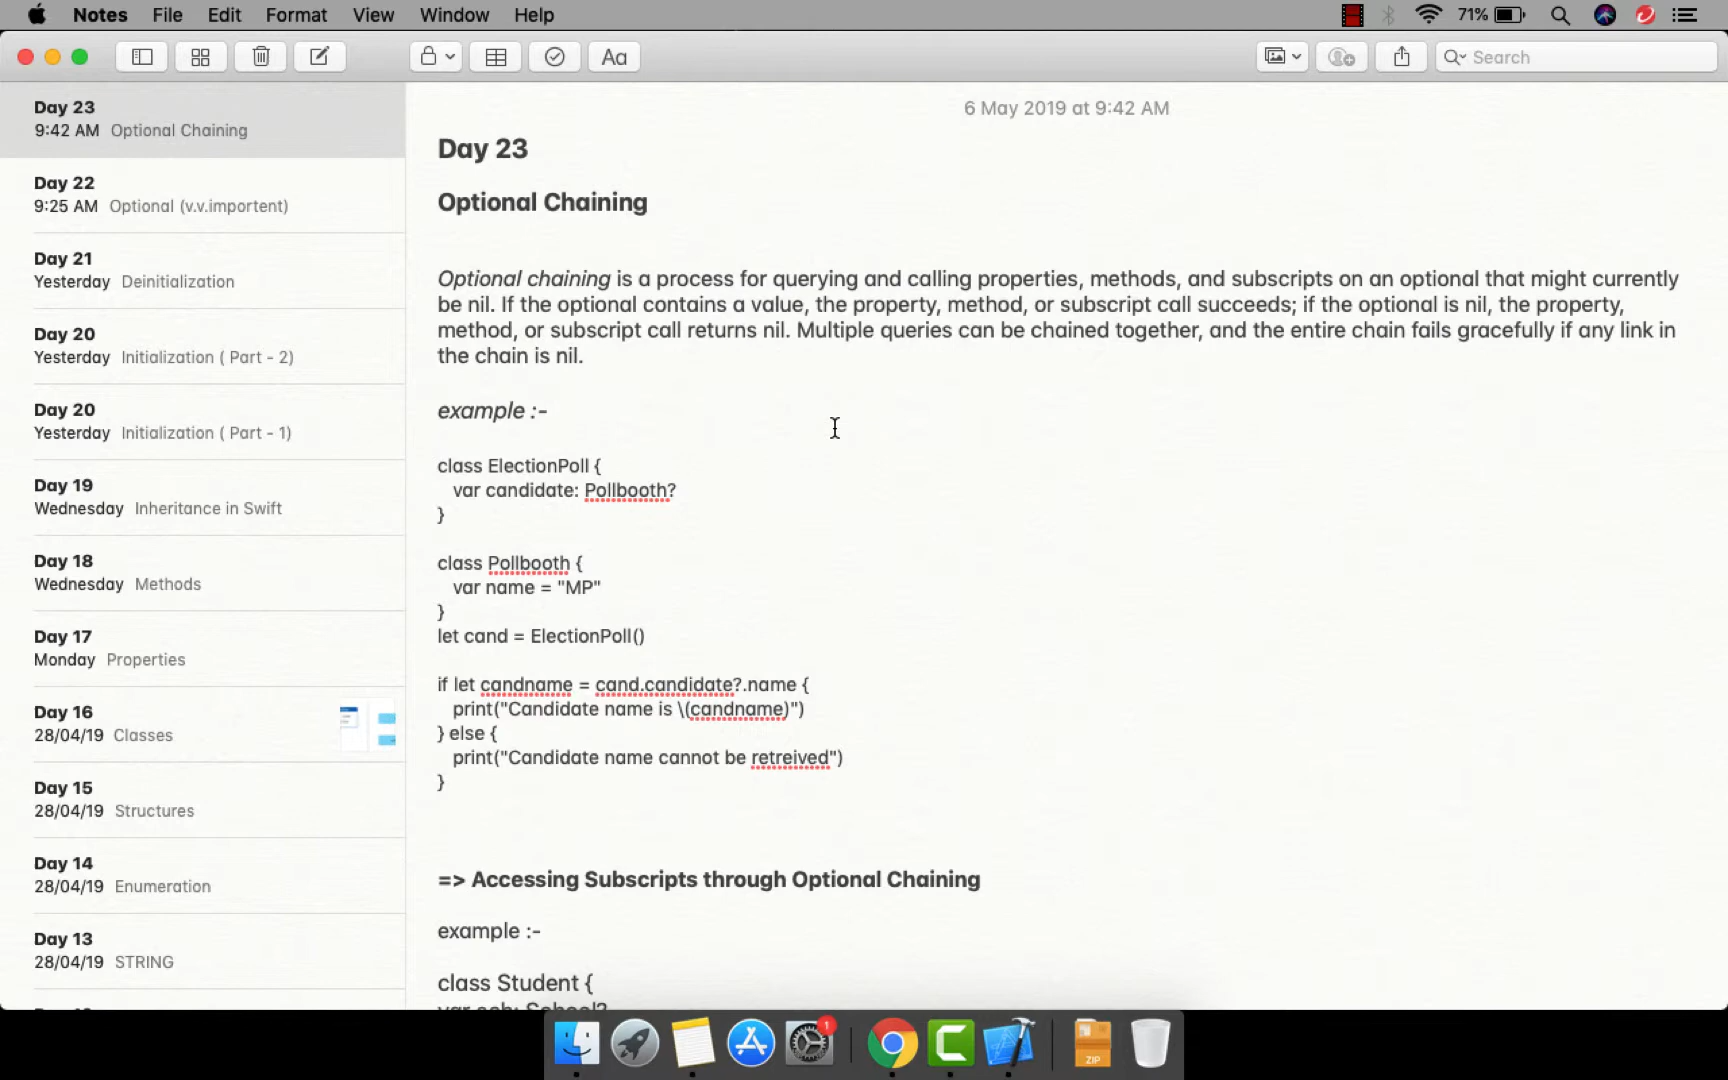 Notes File Edit Format View Window Help
71%
Aa
Search
Day 23
9:42 AM Optional Chaining
Day 22
9:25 AM Optional (v.v.importent)
Day 21
Yesterday Deinitialization
Day 20
Yesterday Initialization ( Part - 2)
Day 20
Yesterday Initialization ( Part - 1)
Day 19
Wednesday Inheritance in Swift
Day 18
Wednesday Methods
Day 17
Monday Properties
Day 16
28/04/19 Classes
Day 15
28/04/19 Structures
Day 14
28/04/19 Enumeration
Day 13
28/04/19 STRING
6 May 2019 at 9:42 AM
Day 23
Optional Chaining
Optional chaining is a process for querying and calling properties, methods, and subscripts on an optional that might currently
be nil. If the optional contains a value, the property, method, or subscript call succeeds; if the optional is nil, the property,
method, or subscript call returns nil. Multiple queries can be chained together, and the entire chain fails gracefully if any link in
the chain is nil.
example :-
class ElectionPoll {
var candidate: Pollbooth?
}
class Pollbooth {
var name = "MP"
}
let cand = ElectionPoll()
if let candname = cand.candidate?.name {
print("Candidate name is \(candname)")
} else {
print("Candidate name cannot be retreived")
}
=> Accessing Subscripts through Optional Chaining
example :-
class Student {
var sch: School?
1
ZIP